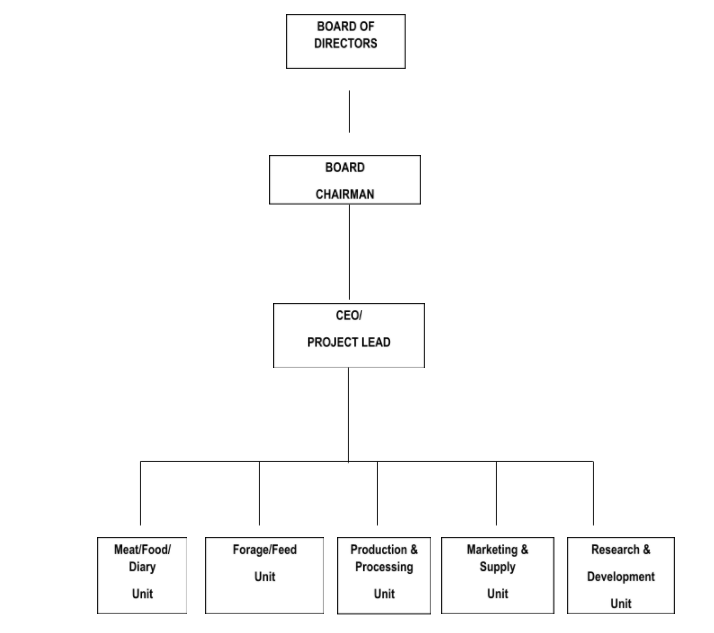 BOARD OF
DIRECTORS
BOARD
CHAIRMAN
CEO/
PROJECT LEAD
Meat/Food/
Diary
Unit
Forage/Feed
Unit
Production &
Processing
Unit
Marketing &
Supply
Unit
Research &
Development
Unit